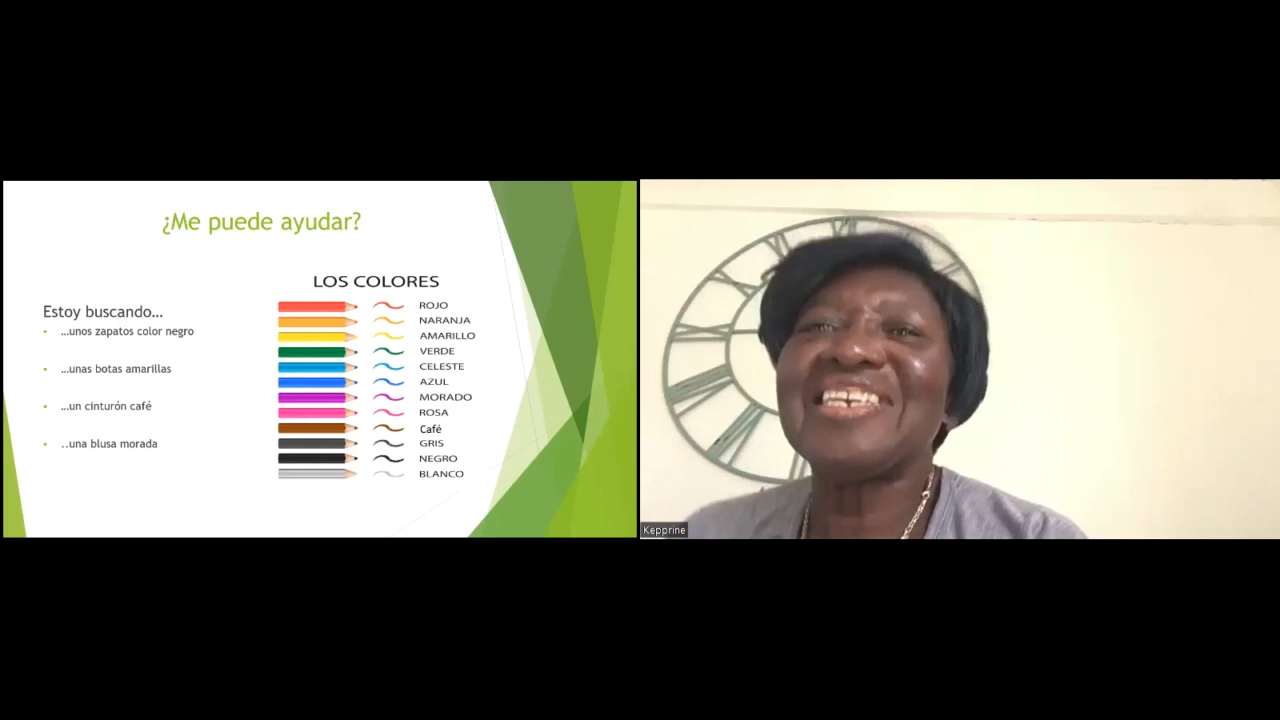 ¿Me puede ayudar?
LOS COLORES
Estoy buscando…
…unos zapatos color negro
…unas botas amarillas
…un cinturón café
..una blusa morada
ROJO
NARANJA
AMARILLO
VERDE
CELESTE
AZUL
MORADO
ROSA
Café
GRIS
NEGRO
BLANCO
Kepprine